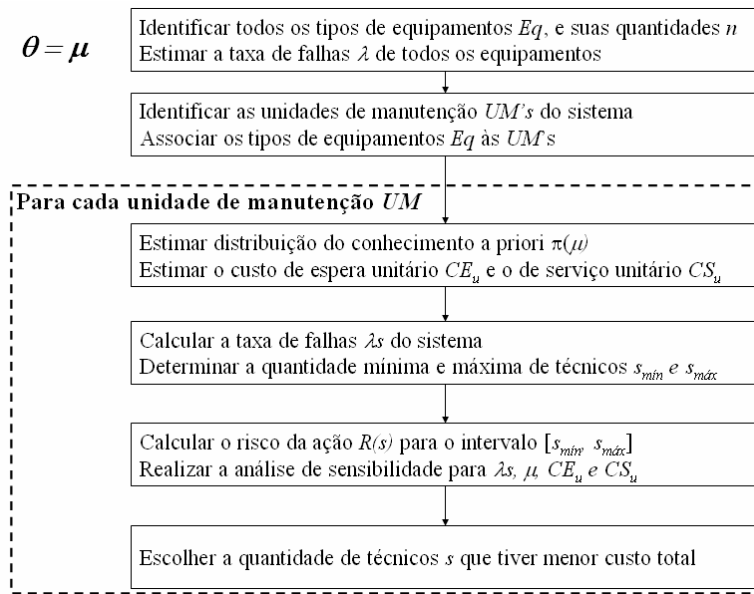 θ = μ
Identificar todos os tipos de equipamentos Eq, e suas quantidades n
Estimar a taxa de falhas λ de todos os equipamentos
Identificar as unidades de manutenção UM's do sistema
Associar os tipos de equipamentos Eq às UM's
Para cada unidade de manutenção UM
Estimar distribuição do conhecimento a priori π(μ)
Estimar o custo de espera unitário CEu e o de serviço unitário CSu
Calcular a taxa de falhas λs do sistema
Determinar a quantidade mínima e máxima de técnicos smín e smáx
Calcular o risco da ação R(s) para o intervalo [smín, smáx]
Realizar a análise de sensibilidade para λs, μ, CEu e CSu
Escolher a quantidade de técnicos s que tiver menor custo total